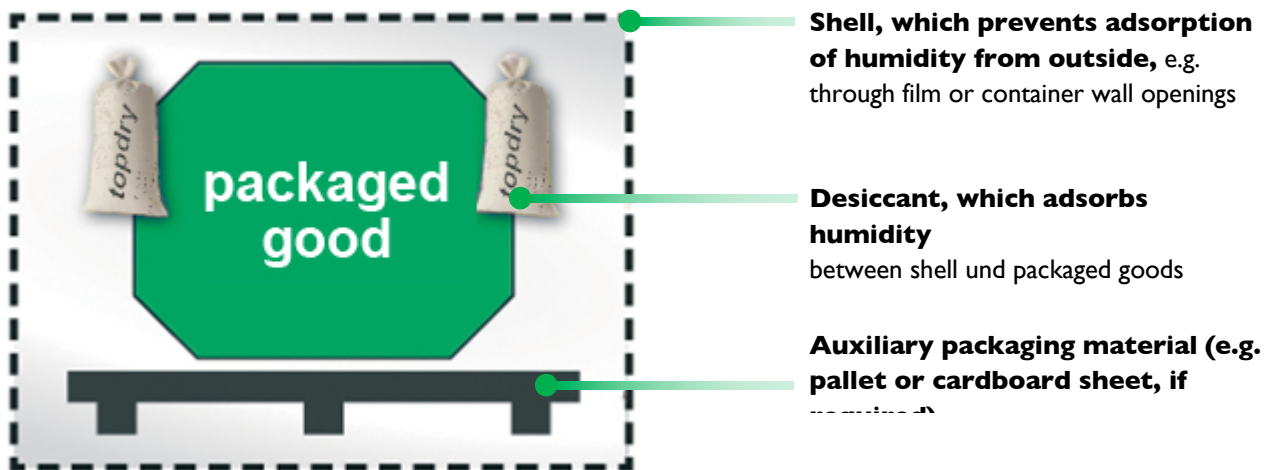 Shell, which prevents adsorption
of humidity from outside, e.g.
through film or container wall openings
topdry
topdry
packaged
good
Desiccant, which adsorbs
humidity
between shell und packaged goods
Auxiliary packaging material (e.g.
pallet or cardboard sheet, if
required)